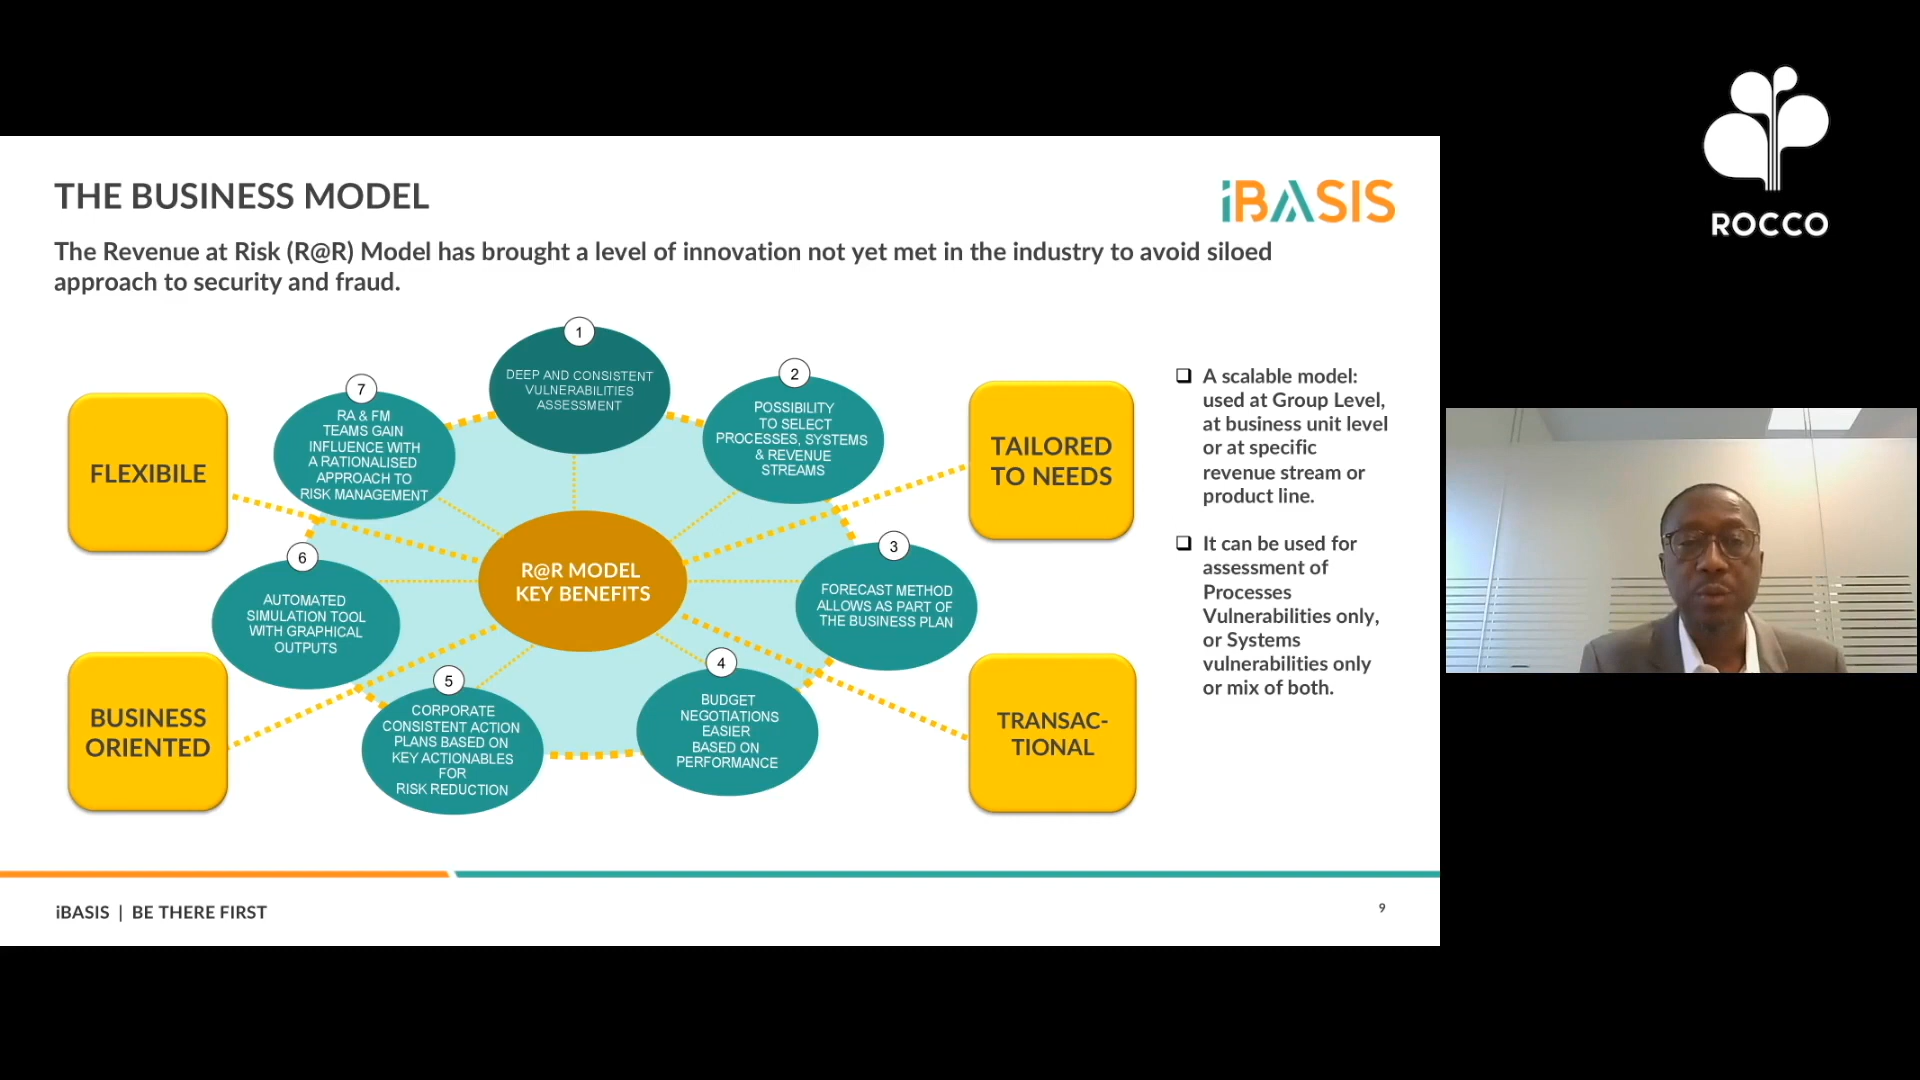 THE BUSINESS MODEL
iBASIS
ROCCO
The Revenue at Risk (R@R) Model has brought a level of innovation not yet met in the industry to avoid siloed
approach to security and fraud.
1
DEEP AND CONSISTENT
VULNERABILITIES
ASSESSMENT
2
POSSIBILITY
TO SELECT
PROCESSES, SYSTEMS
& REVENUE
STREAMS
3
FORECAST METHOD
ALLOWS AS PART OF
THE BUSINESS PLAN
4
BUDGET
NEGOTIATIONS
EASIER
BASED ON
PERFORMANCE
5
CORPORATE
CONSISTENT ACTION
PLANS BASED ON
KEY ACTIONABLES
FOR
RISK REDUCTION
6
AUTOMATED
SIMULATION TOOL
WITH GRAPHICAL
OUTPUTS
7
RA & FM
TEAMS GAIN
INFLUENCE WITH
A RATIONALISED
APPROACH TO
RISK MANAGEMENT
R@R MODEL
KEY BENEFITS
FLEXIBILE
TAILORED
TO NEEDS
BUSINESS
ORIENTED
TRANSAC-
TIONAL
A scalable model:
used at Group Level,
at business unit level
or at specific
revenue stream or
product line.
It can be used for
assessment of
Processes
Vulnerabilities only,
or Systems
vulnerabilities only
or mix of both.
iBASIS | BE THERE FIRST
9